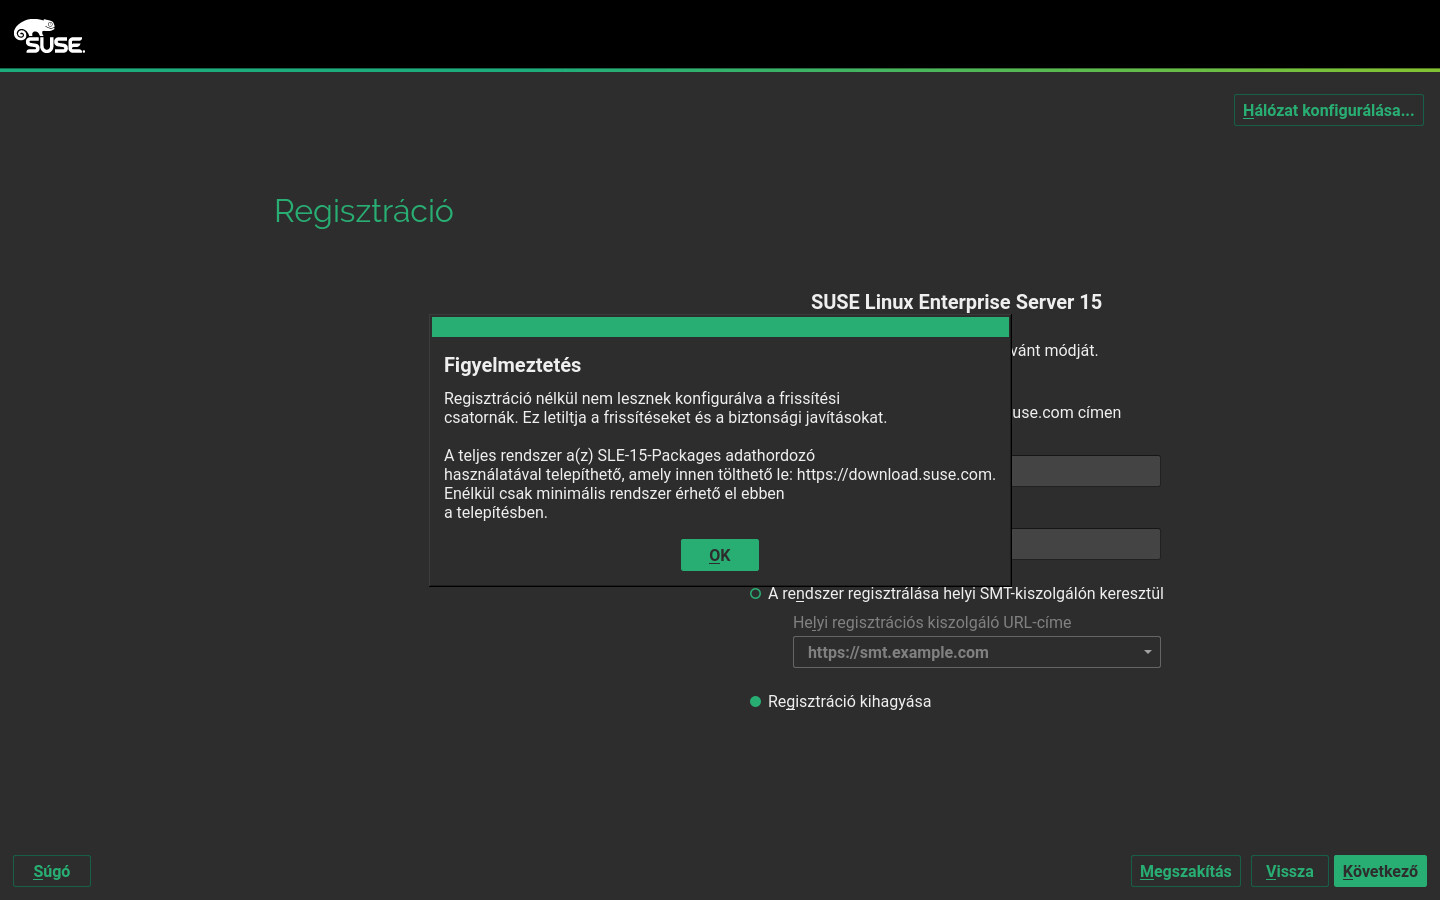 SUSE
Hálózat konfigurálása...
Regisztráció
SUSE Linux Enterprise Server 15
módját.
címen
Figyelmeztetés
Regisztráció nélkül nem lesznek konfigurálva a frissítési
csatornák. Ez letiltja a frissítéseket és a biztonsági javításokat.
A teljes rendszer a(z) SLE-15-Packages adathordozó
használatával telepíthető, amely innen tölthető le: https://download.suse.com.
Enélkül csak minimális rendszer érhető el ebben
a telepítésben.
OK
A rendszer regisztrálása helyi SMT-kiszolgálón keresztül
Helyi regisztrációs kiszolgáló URL-címe
https://smt.example.com
Regisztráció kihagyása
Súgó
Megszakítás
Vissza
Következő